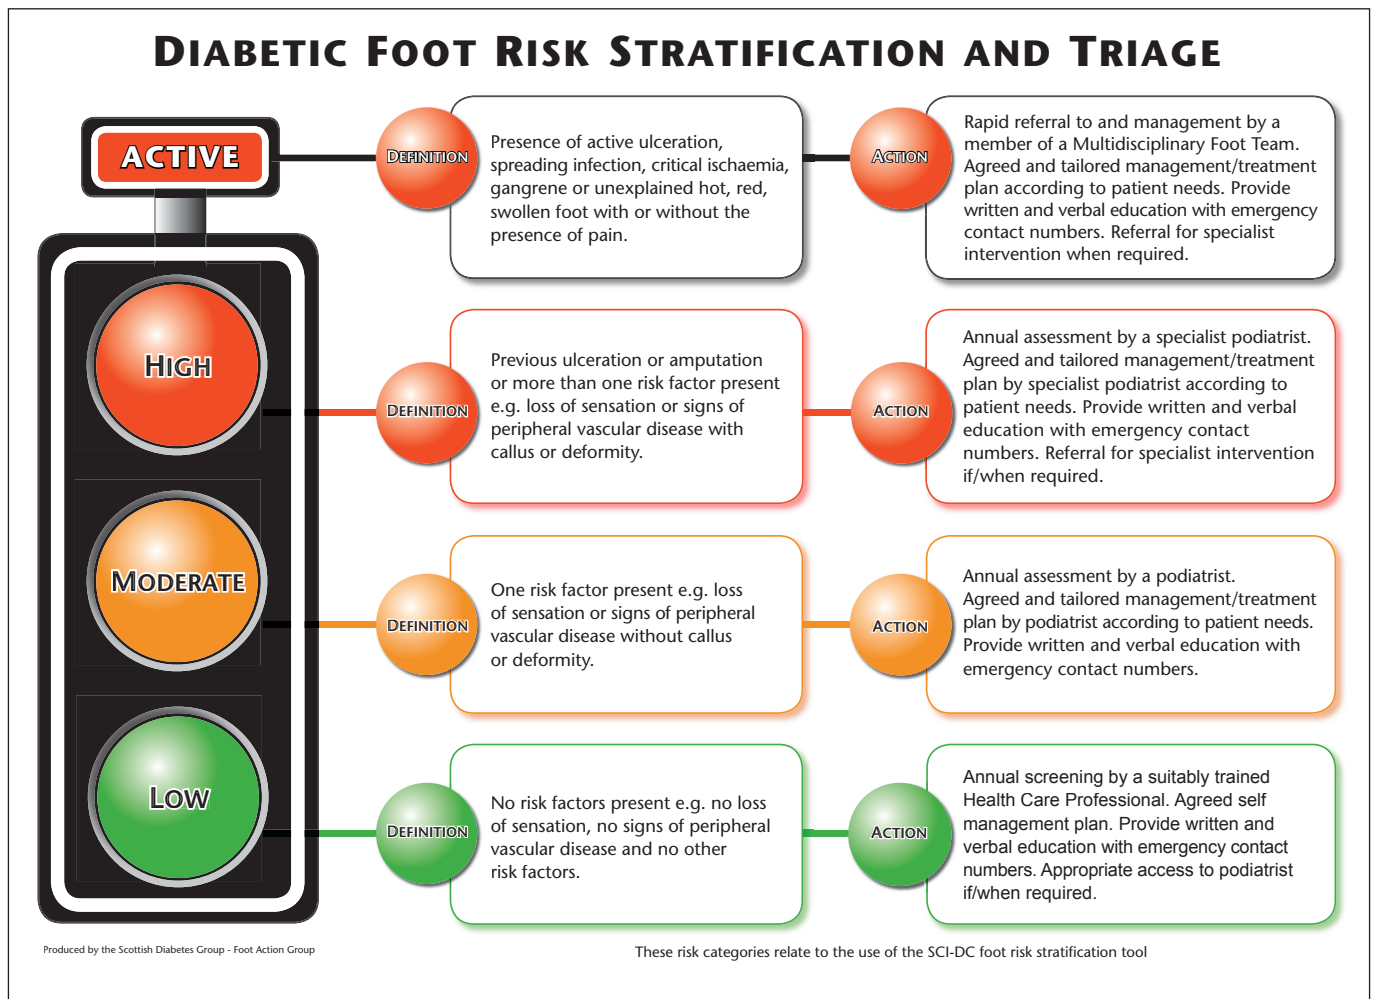 DIABETIC FOOT RISK STRATIFICATION AND TRIAGE
ACTIVE
DEFINITION
Presence of active ulceration,
spreading infection, critical ischaemia,
gangrene or unexplained hot, red,
swollen foot with or without the
presence of pain.
ACTION
Rapid referral to and management by a
member of a Multidisciplinary Foot Team.
Agreed and tailored management/treatment
plan according to patient needs. Provide
written and verbal education with emergency
contact numbers. Referral for specialist
intervention when required.
HIGH
DEFINITION
Previous ulceration or amputation
or more than one risk factor present
e.g. loss of sensation or signs of
peripheral vascular disease with
callus or deformity.
ACTION
Annual assessment by a specialist podiatrist.
Agreed and tailored management/treatment
plan by specialist podiatrist according to
patient needs. Provide written and verbal
education with emergency contact
numbers. Referral for specialist intervention
if/when required.
MODERATE
DEFINITION
One risk factor present e.g. loss
of sensation or signs of peripheral
vascular disease without callus
or deformity.
ACTION
Annual assessment by a podiatrist.
Agreed and tailored management/treatment
plan by podiatrist according to patient needs.
Provide written and verbal education with
emergency contact numbers.
LOW
DEFINITION
No risk factors present e.g. no loss
of sensation, no signs of peripheral
vascular disease and no other
risk factors.
ACTION
Annual screening by a suitably trained
Health Care Professional. Agreed self
management plan. Provide written and
verbal education with emergency contact
numbers. Appropriate access to podiatrist
if/when required.
Produced by the Scottish Diabetes Group - Foot Action Group
These risk categories relate to the use of the SCI-DC foot risk stratification tool